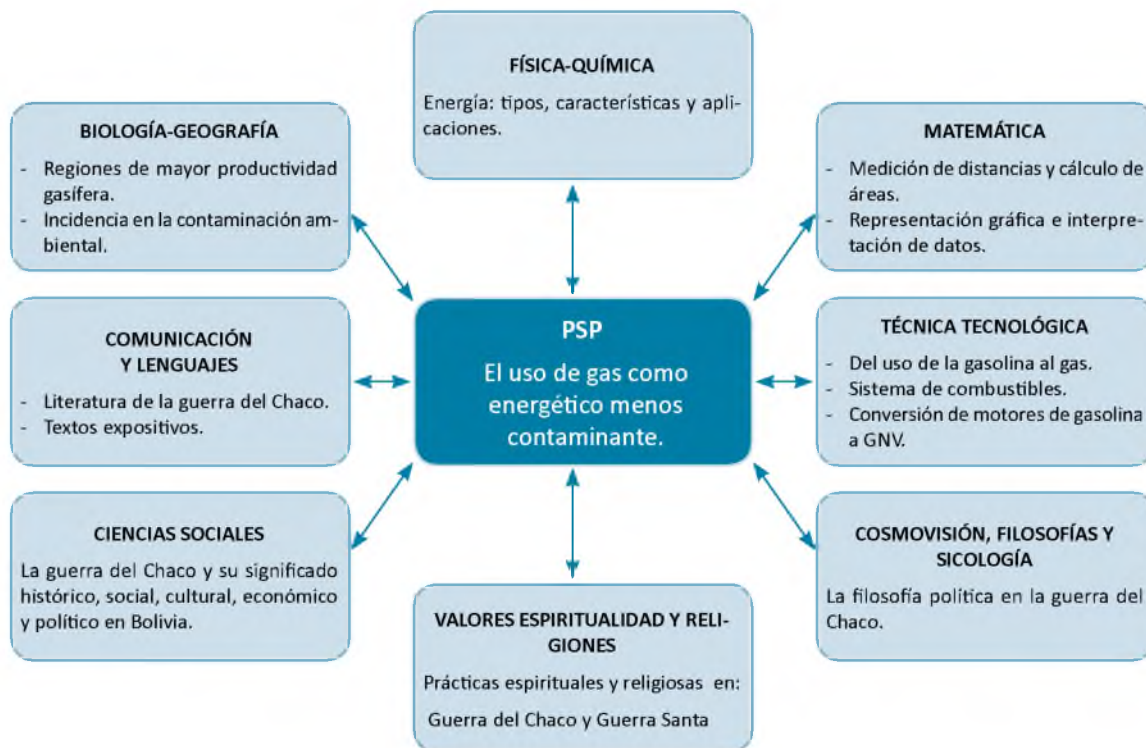 FÍSICA-QUÍMICA
Energía: tipos, características y apli-
caciones.
BIOLOGÍA-GEOGRAFÍA
- Regiones de mayor productividad
gasífera.
- Incidencia en la contaminación am-
biental.
MATEMÁTICA
- Medición de distancias y cálculo de
áreas.
- Representación gráfica e interpre-
tación de datos.
COMUNICACIÓN
Y LENGUAJES
- Literatura de la guerra del Chaco.
- Textos expositivos.
PSP
El uso de gas como
energético menos
contaminante.
TÉCNICA TECNOLÓGICA
- Del uso de la gasolina al gas.
- Sistema de combustibles.
- Conversión de motores de gasolina
a GNV.
CIENCIAS SOCIALES
La guerra del Chaco y su significado
histórico, social, cultural, económico
y político en Bolivia.
VALORES ESPIRITUALIDAD Y RELI-
GIONES
Prácticas espirituales y religiosas en:
Guerra del Chaco y Guerra Santa
COSMOVISIÓN, FILOSOFÍAS Y
SICOLOGÍA
La filosofía política en la guerra del
Chaco.